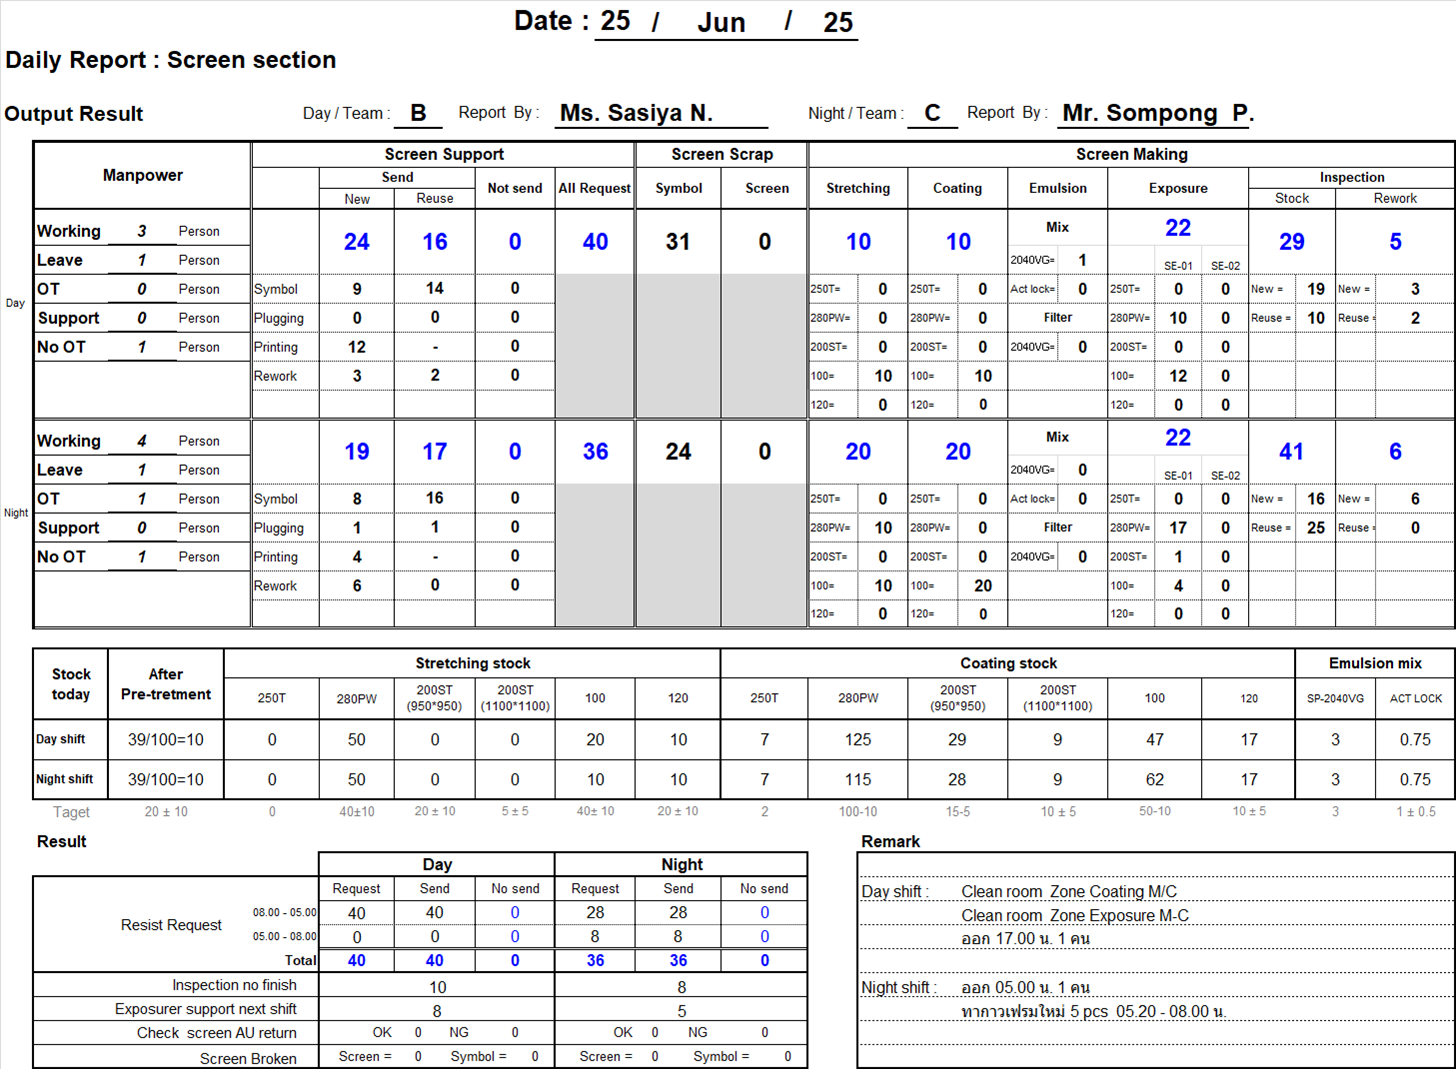 Date : 25 / Jun / 25
Daily Report : Screen section
Output Result Day / Team : B Report By : Ms. Sasiya N. Night / Team : C Report By : Mr. Sompong P.
Manpower Screen Support Screen Scrap Screen Making
Send Not send All Request Symbol Screen Stretching Coating Emulsion Exposure Inspection
New Reuse Stock Rework
Day
Working 3 Person 24 16 0 40 31 0 10 10 Mix 22 29 5
Leave 1 Person 2040VG= 1 SE-01 SE-02
OT 0 Person Symbol 9 14 0 250T= 0 250T= 0 Act lock= 0 250T= 0 0 New = 19 New = 3
Support 0 Person Plugging 0 0 0 280PW= 0 280PW= 0 Filter 280PW= 10 0 Reuse = 10 Reuse = 2
No OT 1 Person Printing 12 - 0 200ST= 0 200ST= 0 2040VG= 0 200ST= 0 0
Rework 3 2 0 100= 10 100= 10 100= 12 0
120= 0 120= 0 120= 0 0
Night
Working 4 Person 19 17 0 36 24 0 20 20 Mix 22 41 6
Leave 1 Person 2040VG= 0 SE-01 SE-02
OT 1 Person Symbol 8 16 0 250T= 0 250T= 0 Act lock= 0 250T= 0 0 New = 16 New = 6
Support 0 Person Plugging 1 1 0 280PW= 10 280PW= 0 Filter 280PW= 17 0 Reuse = 25 Reuse = 0
No OT 1 Person Printing 4 - 0 200ST= 0 200ST= 0 2040VG= 0 200ST= 1 0
Rework 6 0 0 100= 10 100= 20 100= 4 0
120= 0 120= 0 120= 0 0
Stock today After Pre-tretment Stretching stock Coating stock Emulsion mix
250T 280PW 200ST (950*950) 200ST (1100*1100) 100 120 250T 280PW 200ST (950*950) 200ST (1100*1100) 100 120 SP-2040VG ACT LOCK
Day shift 39/100=10 0 50 0 0 20 10 7 125 29 9 47 17 3 0.75
Night shift 39/100=10 0 50 0 0 10 10 7 115 28 9 62 17 3 0.75
Taget 20 ± 10 0 40±10 20 ± 10 5 ± 5 40± 10 20 ± 10 2 100-10 15-5 10 ± 5 50-10 10 ± 5 3 1 ± 0.5
Result
Day Night
Request Send No send Request Send No send
Resist Request 08.00 - 05.00 40 40 0 28 28 0
05.00 - 08.00 0 0 0 8 8 0
Total 40 40 0 36 36 0
Inspection no finish 10 8
Exposurer support next shift 8 5
Check screen AU return OK 0 NG 0 OK 0 NG 0
Screen Broken Screen = 0 Symbol = 0 Screen = 0 Symbol = 0
Remark
Day shift : Clean room Zone Coating M/C
Clean room Zone Exposure M-C
ออก 17.00 น. 1 คน
Night shift : ออก 05.00 น. 1 คน
ทากาวเฟรมใหม่ 5 pcs 05.20 - 08.00 น.